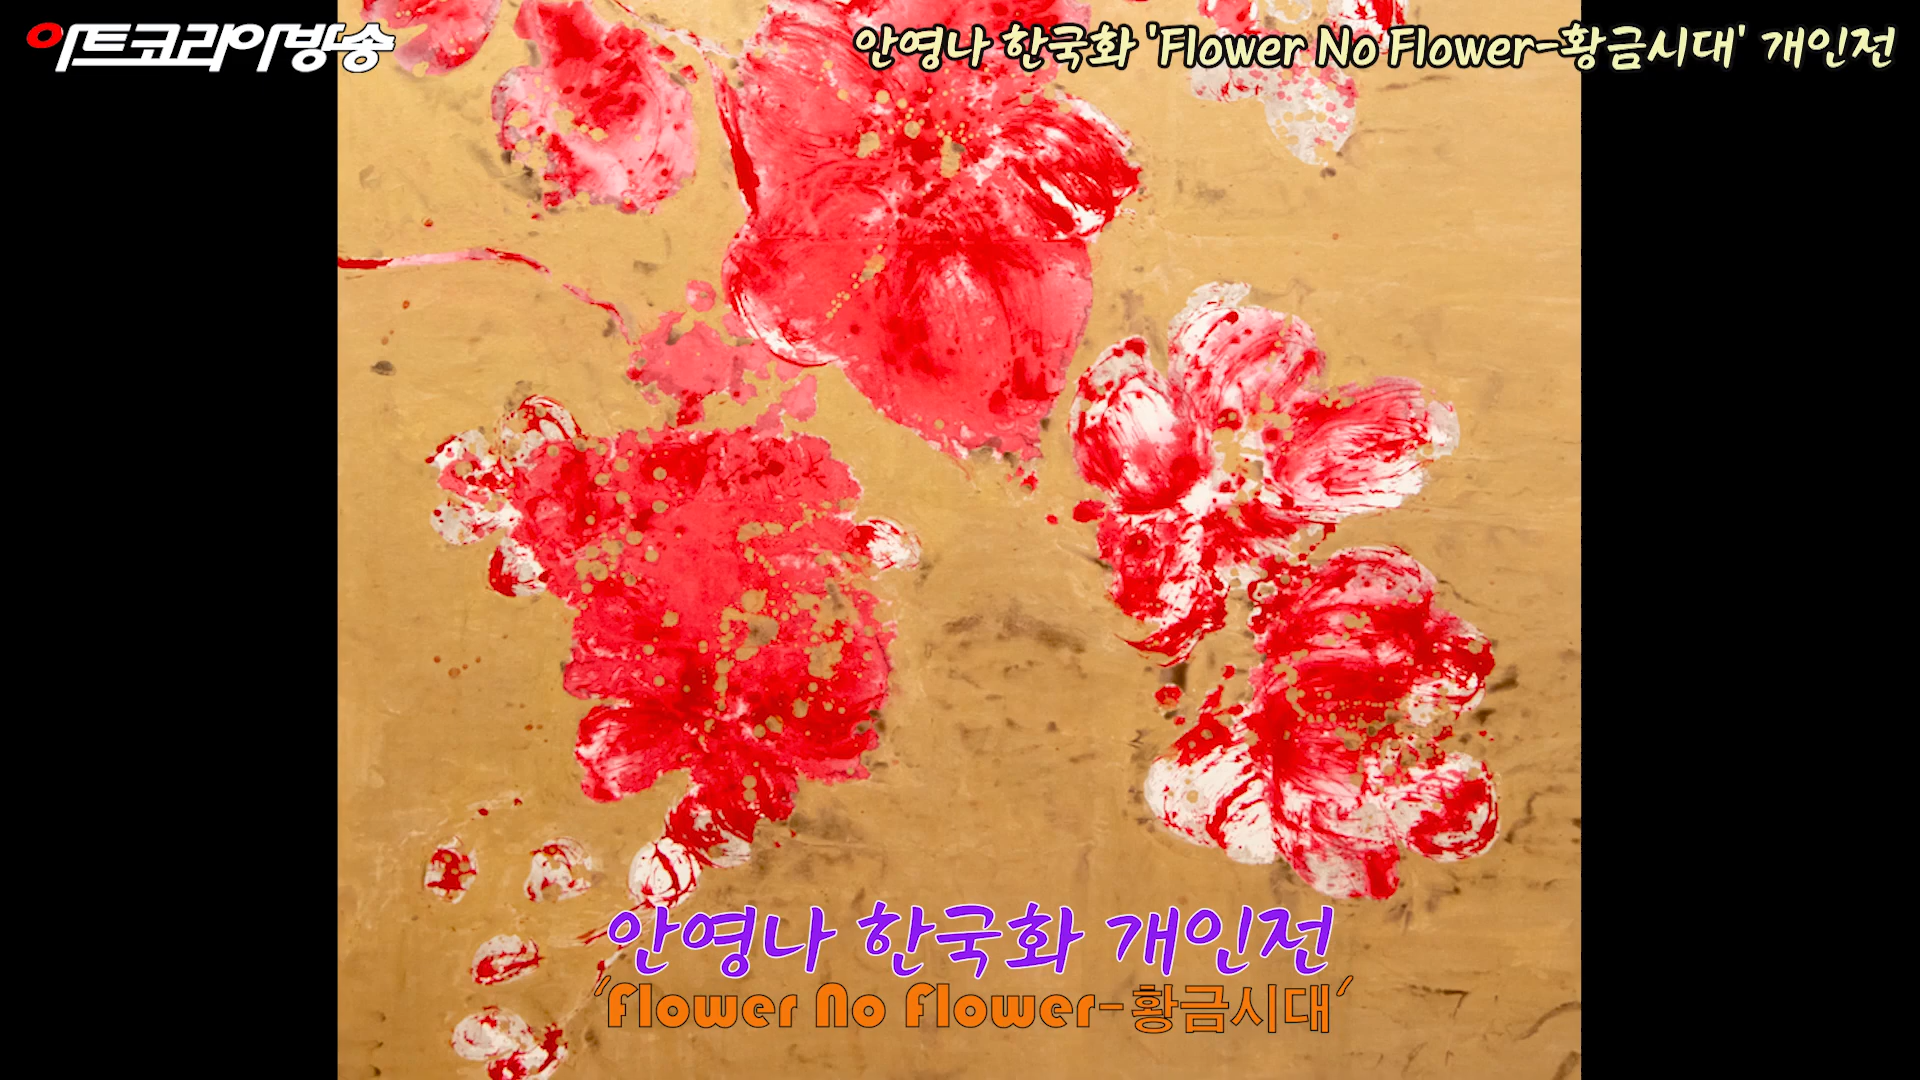 아트코리아방송
안영나 한국화 'Flower No Flower-황금시대' 개인전
안영나 한국화 개인전
'Flower No Flower-황금시대'